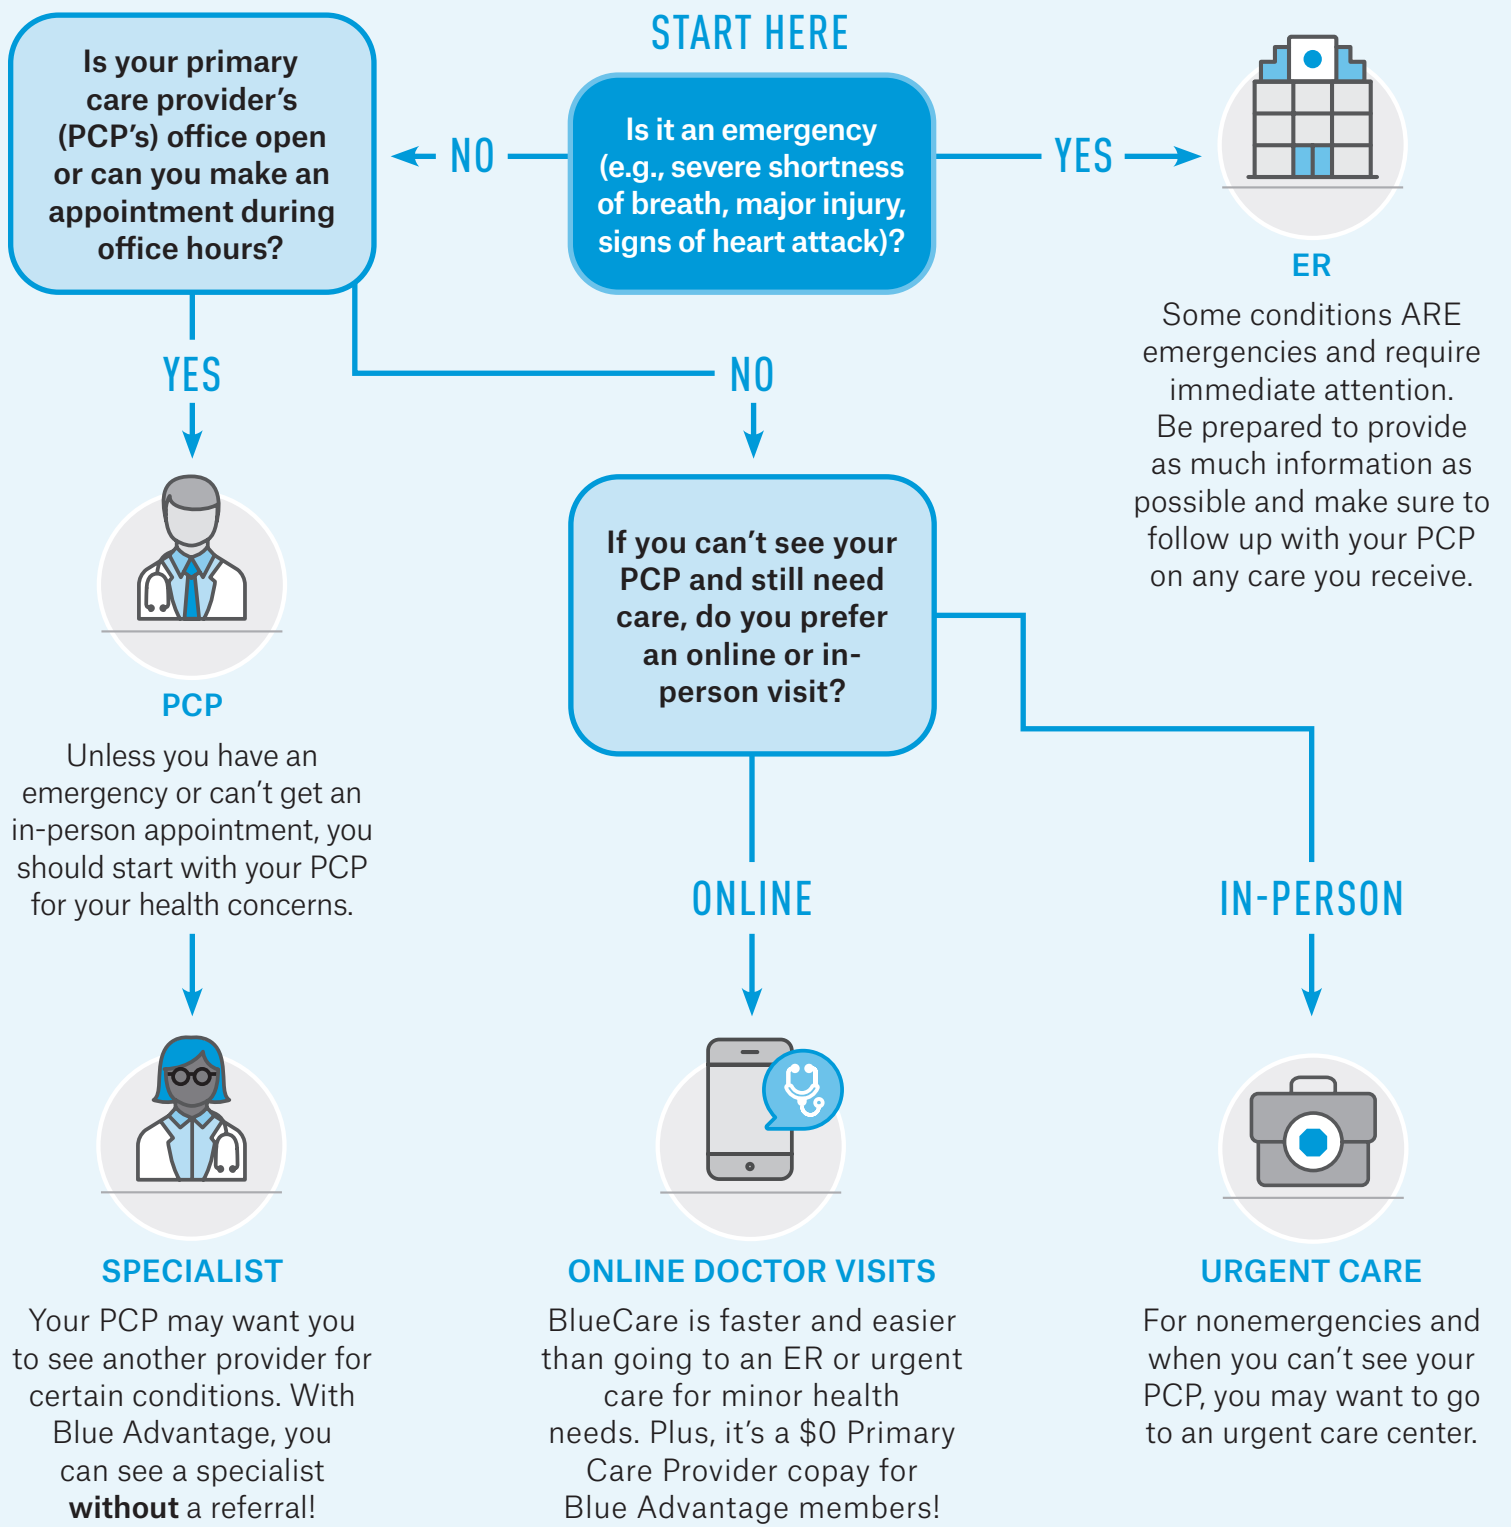 START HERE
Is it an emergency
(e.g., severe shortness
of breath, major injury,
signs of heart attack)?
YES
ER
Some conditions ARE
emergencies and require
immediate attention.
Be prepared to provide
as much information as
possible and make sure to
follow up with your PCP
on any care you receive.
NO
Is your primary
care provider's
(PCP's) office open
or can you make an
appointment during
office hours?
YES
PCP
Unless you have an
emergency or can't get an
in-person appointment, you
should start with your PCP
for your health concerns.
SPECIALIST
Your PCP may want you
to see another provider for
certain conditions. With
Blue Advantage, you
can see a specialist
without a referral!
NO
If you can't see your
PCP and still need
care, do you prefer
an online or in-
person visit?
ONLINE
ONLINE DOCTOR VISITS
BlueCare is faster and easier
than going to an ER or urgent
care for minor health
needs. Plus, it's a $0 Primary
Care Provider copay for
Blue Advantage members!
IN-PERSON
URGENT CARE
For nonemergencies and
when you can't see your
PCP, you may want to go
to an urgent care center.